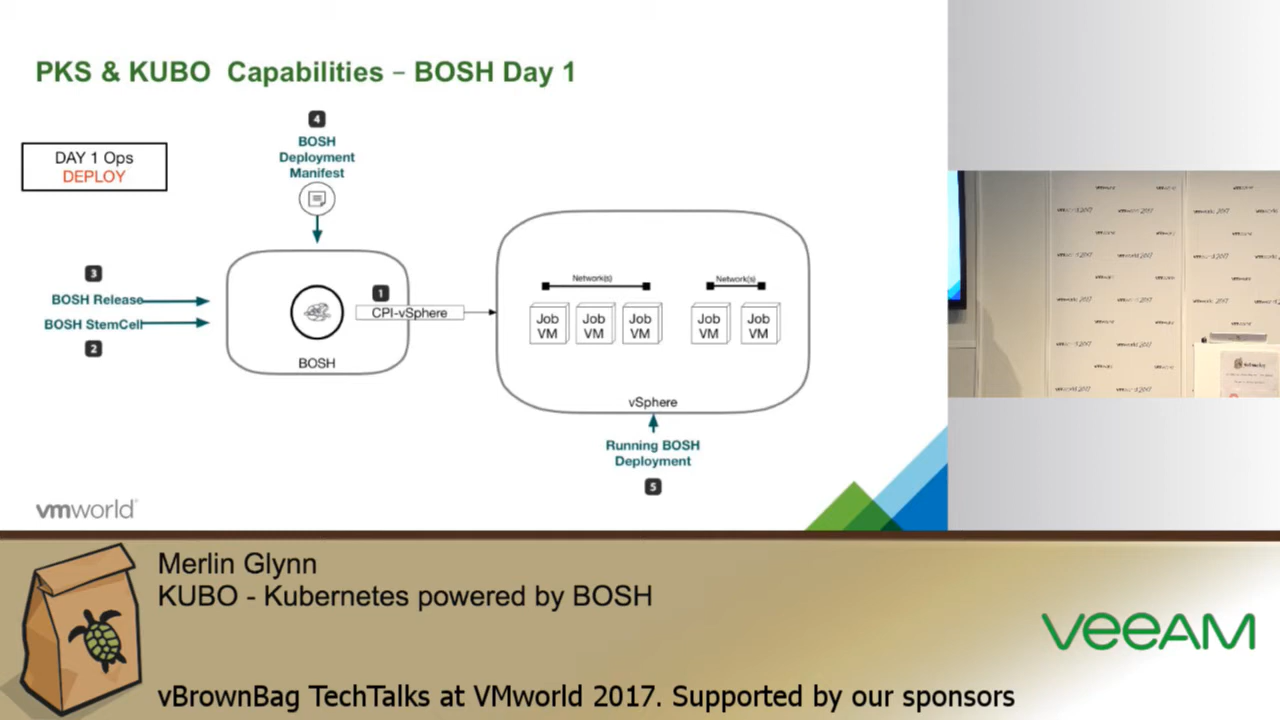 PKS & KUBO Capabilities – BOSH Day 1
4
BOSH
Deployment
Manifest
DAY 1 Ops
DEPLOY
3
BOSH Release
BOSH StemCell
2
1
CPI-vSphere
BOSH
Network(s)
Network(s)
Job
VM
Job
VM
Job
VM
Job
VM
Job
VM
vSphere
Running BOSH
Deployment
5
vmworld
Merlin Glynn
KUBO - Kubernetes powered by BOSH
vBrownBag TechTalks at VMworld 2017. Supported by our sponsors
veeAM